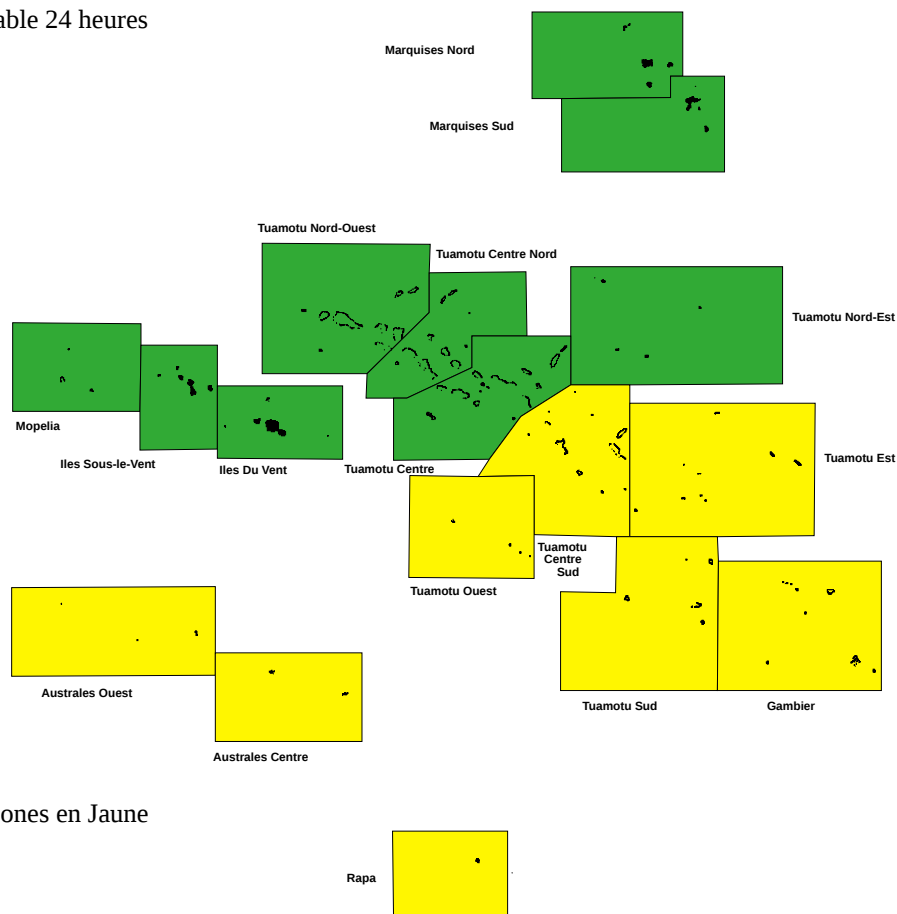 able 24 heures
Marquises Nord
Marquises Sud
Tuamotu Nord-Ouest
Tuamotu Centre Nord
Tuamotu Nord-Est
Mopelia
Iles Sous-le-Vent
Iles Du Vent
Tuamotu Centre
Tuamotu Est
Tuamotu
Centre
Sud
Tuamotu Ouest
Australes Ouest
Tuamotu Sud
Gambier
Australes Centre
ones en Jaune
Rapa